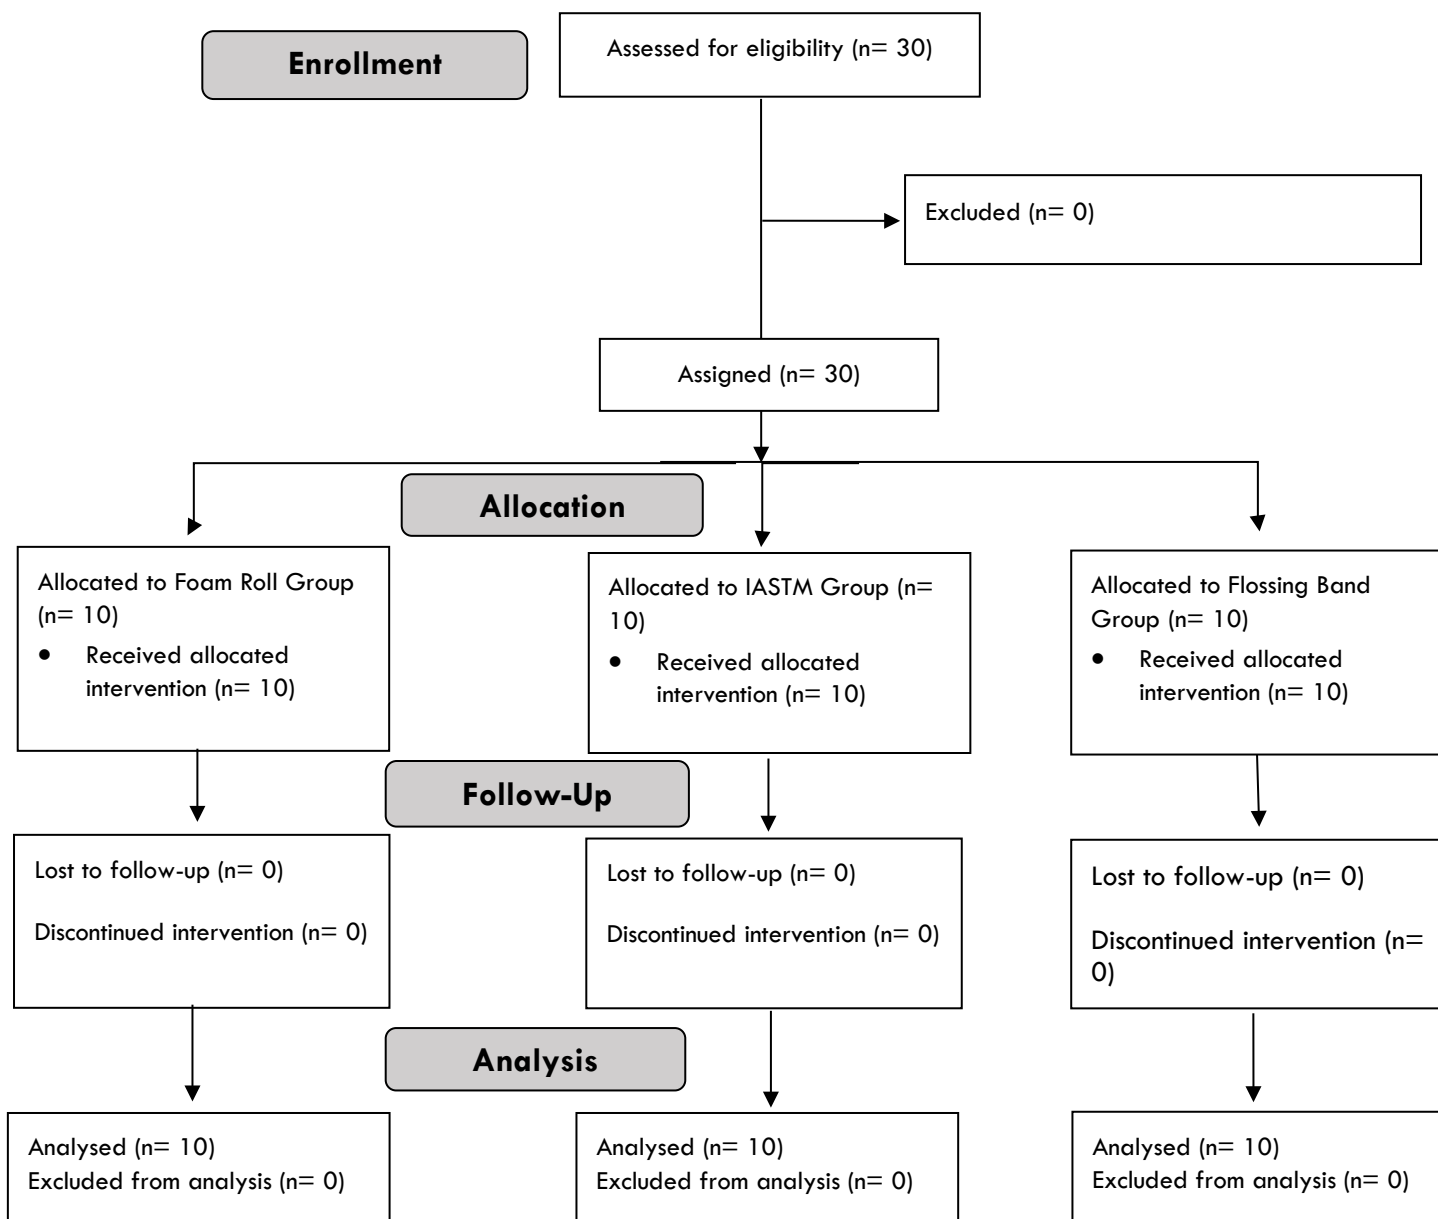 Enrollment
Assessed for eligibility (n= 30)
Excluded (n= 0)
Assigned (n= 30)
Allocation
Allocated to Foam Roll Group
(n= 10)
• Received allocated
intervention (n= 10)
Allocated to IASTM Group (n=
10)
• Received allocated
intervention (n= 10)
Allocated to Flossing Band
Group (n= 10)
• Received allocated
intervention (n= 10)
Follow-Up
Lost to follow-up (n= 0)
Discontinued intervention (n= 0)
Lost to follow-up (n= 0)
Discontinued intervention (n= 0)
Lost to follow-up (n= 0)
Discontinued intervention (n=
0)
Analysis
Analysed (n= 10)
Excluded from analysis (n= 0)
Analysed (n= 10)
Excluded from analysis (n= 0)
Analysed (n= 10)
Excluded from analysis (n= 0)